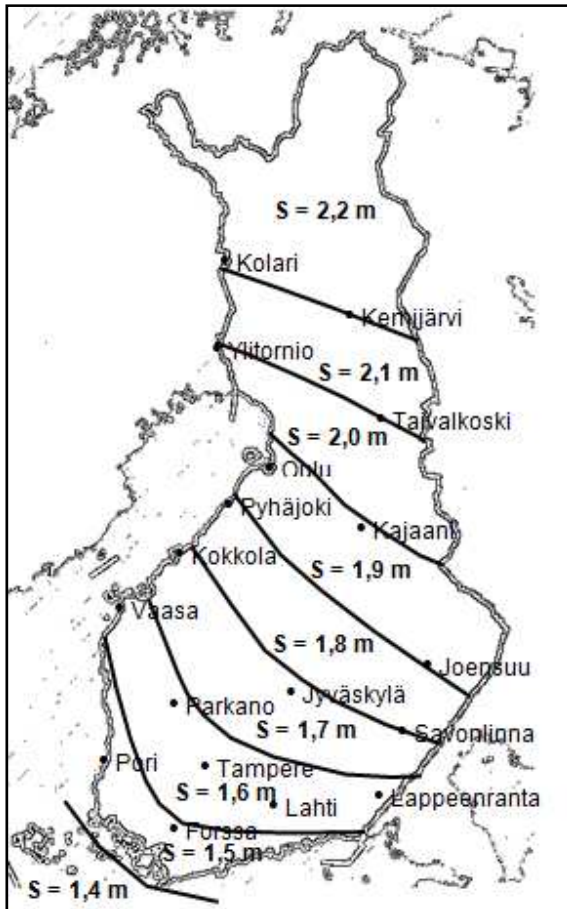 S = 2,2 m
Kolari
Kemijärvi
Ylitornio
S = 2,1 m
Taivalkoski
S = 2,0 m
Oulu
Pyhäjoki
Kajaani
Kokkola
S = 1,9 m
Vaasa
S = 1,8 m
Joensuu
Jyväskylä
Parkano
S = 1,7 m
Savonlinna
Pori
Tampere
S = 1,6 m
Lahti
Lappeenranta
Forssa
S = 1,5 m
S = 1,4 m